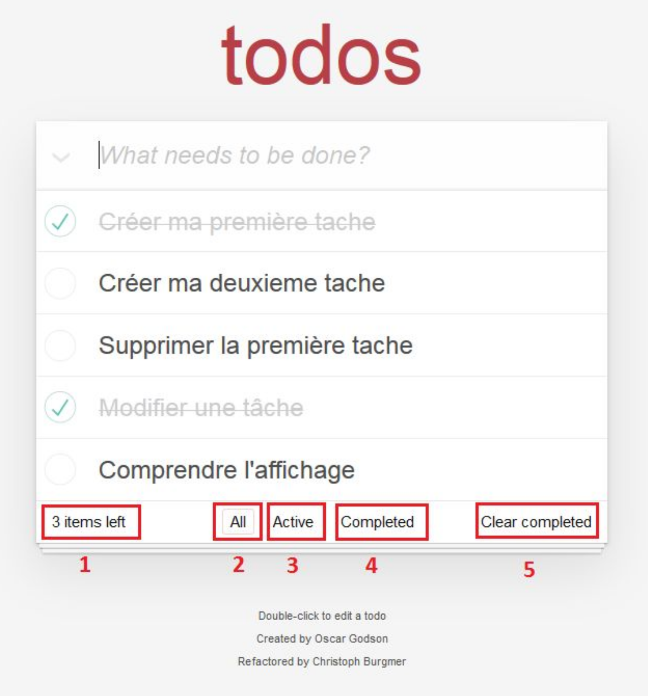 todos
What needs to be done?
Créer ma première tache
Créer ma deuxieme tache
Supprimer la première tache
Modifier une tâche
Comprendre l'affichage
3 items left All Active Completed Clear completed
1 2 3 4 5
Double-click to edit a todo
Created by Oscar Godson
Refactored by Christoph Burgmer